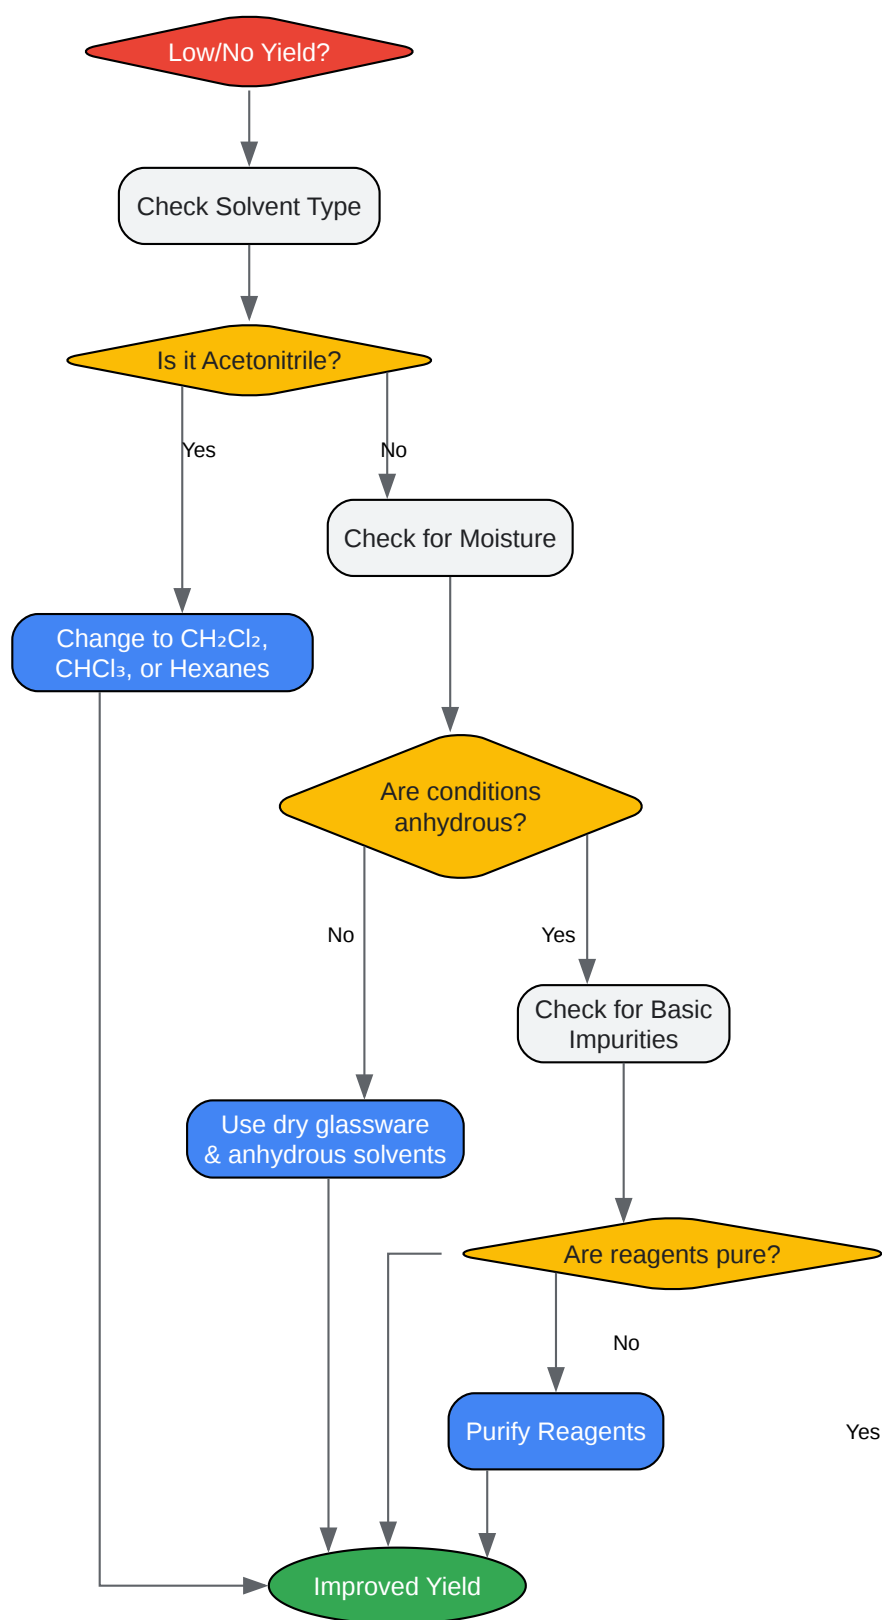 Low/No Yield?
Check Solvent Type
Is it Acetonitrile?
Yes
No
Check for Moisture
Change to CH₂Cl₂,
CHCl₃, or Hexanes
Are conditions
anhydrous?
No
Yes
Check for Basic
Impurities
Use dry glassware
& anhydrous solvents
Are reagents pure?
No
Purify Reagents
Yes
Improved Yield